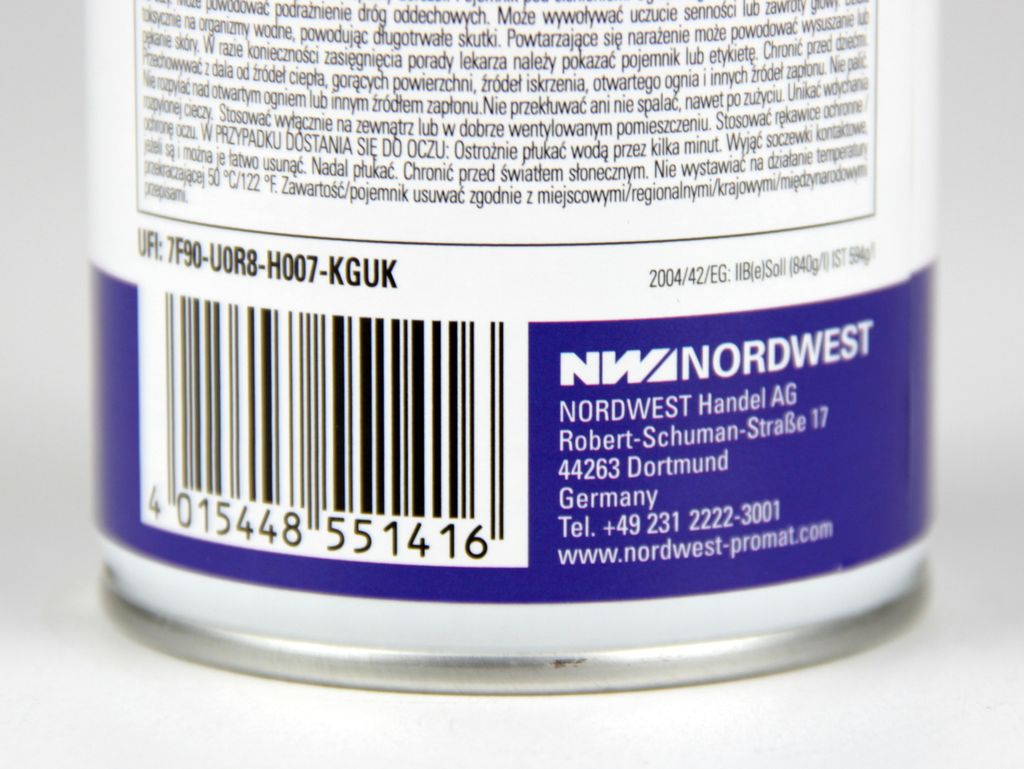 powodować podrażnienie dróg oddechowych. Może wywoływać uczucie senności lub zawroty głowy.
toksycznie na organizmy wodne, powodując długotrwałe skutki. Powtarzające się narażenie może powodować wysuszanie lub
pękanie skóry. W razie konieczności zasięgnięcia porady lekarza należy pokazać pojemnik lub etykietę. Chronić przed dziećmi.
Przechowywać z dala od źródeł ciepła, gorących powierzchni, źródeł iskrzenia, otwartego ognia i innych źródeł zapłonu. Nie palić.
Nie rozpylać nad otwartym ogniem lub innym źródłem zapłonu.Nie przekłuwać ani nie spalać, nawet po zużyciu. Unikać wdychania
rozpylonej cieczy. Stosować wyłącznie na zewnątrz lub w dobrze wentylowanym pomieszczeniu. Stosować rękawice ochronne/
ochronę oczu. W PRZYPADKU DOSTANIA SIĘ DO OCZU: Ostrożnie płukać wodą przez kilka minut. Wyjąć soczewki kontaktowe,
jeżeli są i można je łatwo usunąć. Nadal płukać. Chronić przed światłem słonecznym. Nie wystawiać na działanie temperatury
przekraczającej 50 °C/122 °F. Zawartość/pojemnik usuwać zgodnie z miejscowymi/regionalnymi/krajowymi/międzynarodowymi
przepisami.
UFI: 7F90-U0R8-H007-KGUK
2004/42/EG: IIB(e)Soll (840g/l) IST 594g/l
4 015448 551416
NW NORDWEST
NORDWEST Handel AG
Robert-Schuman-Straße 17
44263 Dortmund
Germany
Tel. +49 231 2222-3001
www.nordwest-promat.com